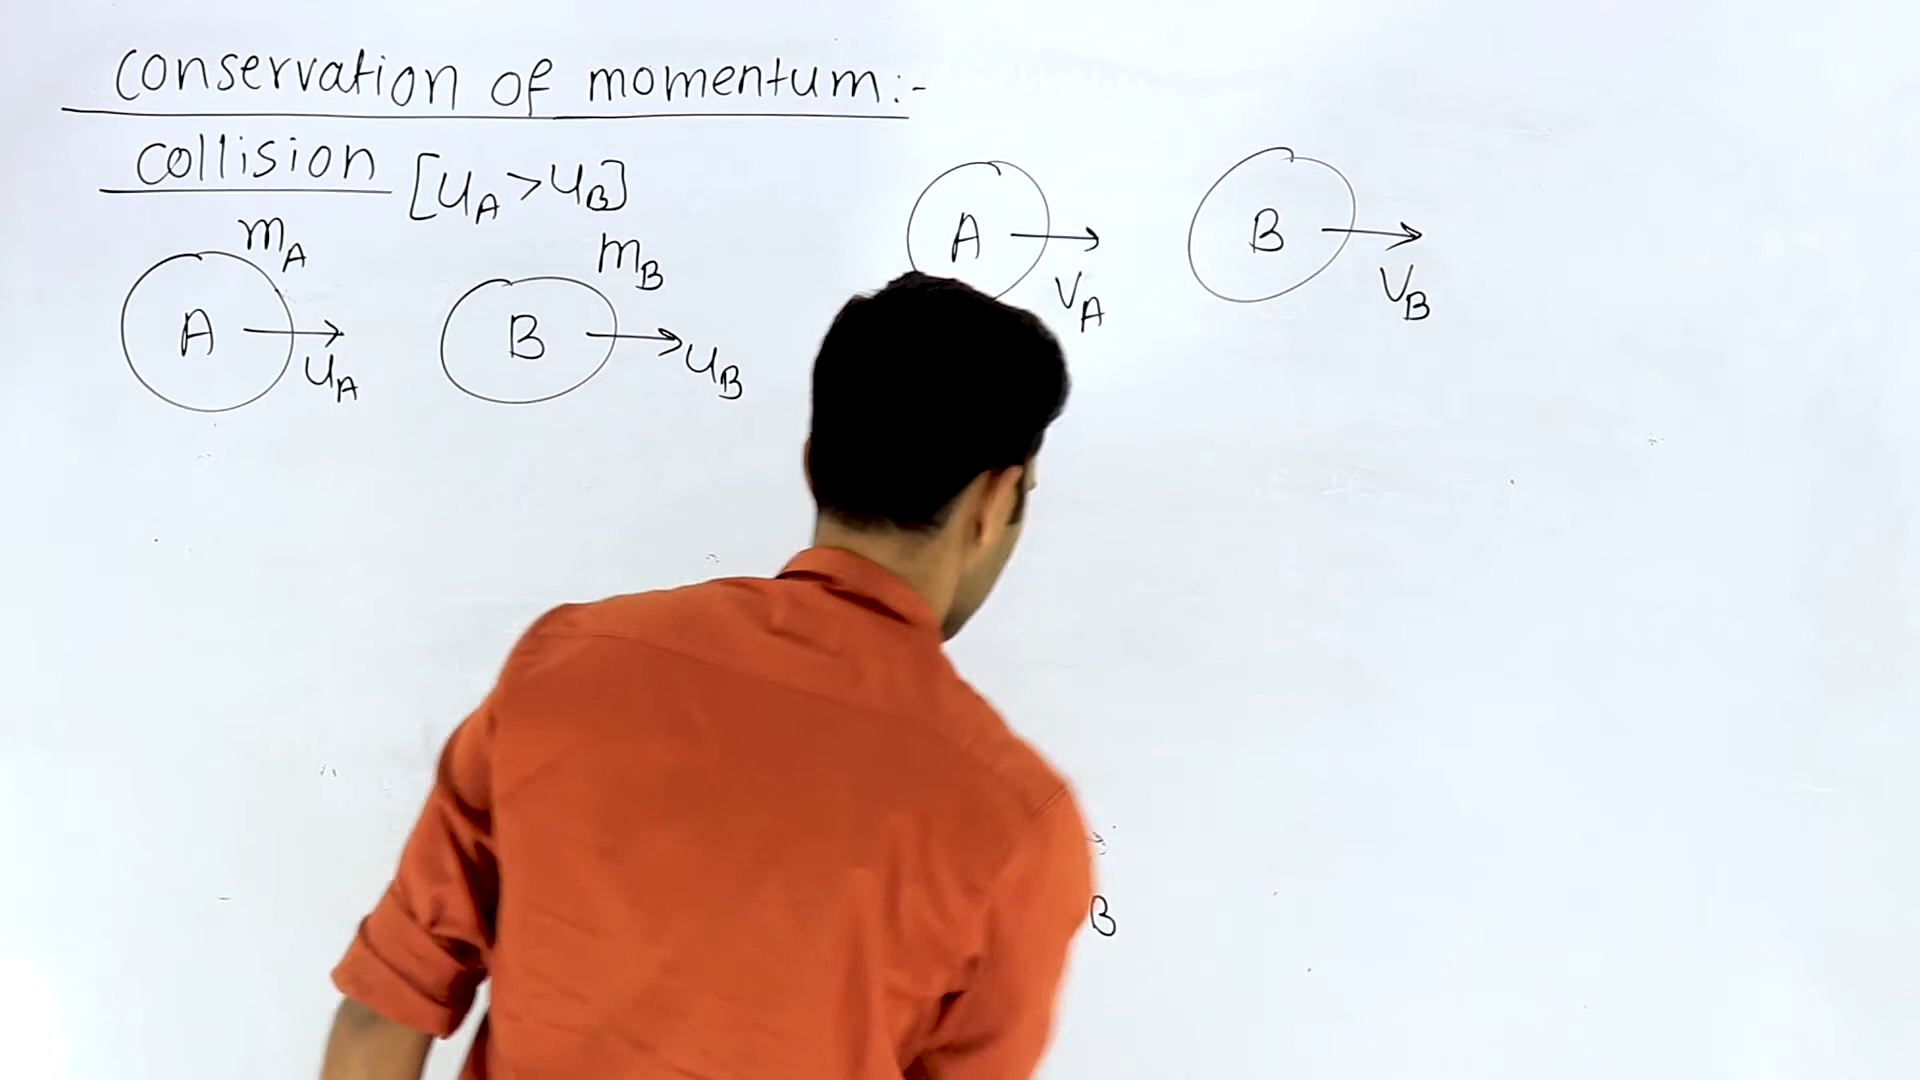 conservation of momentum:-
collision [uA>uB]
mA
mB
A
uA
B
uB
A
VA
B
VB
B